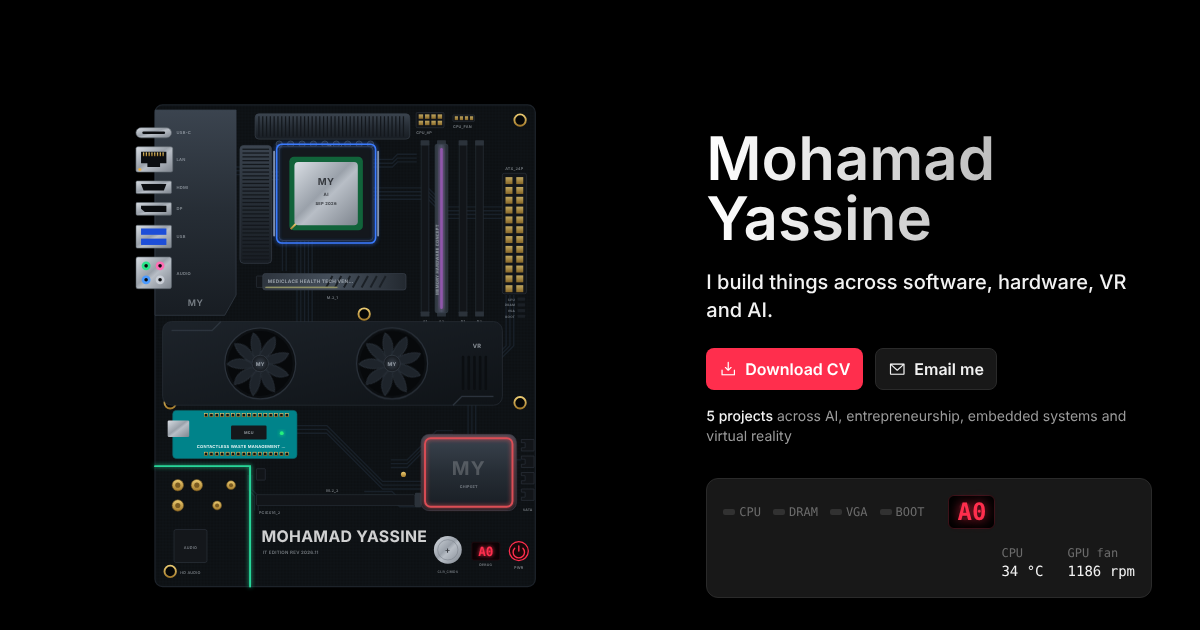 USB-C
LAN
HDMI
DP
USB
AUDIO
MY
CPU_FAN
MY
AI
SEP 2026
MEDICLACE HEALTH TECH VEN…
M.2_1
MY
MY
VR
MCU
CONTACTLESS WASTE MANAGEMENT …
MY
CHIPSET
M.2_2
PCIEX16_2
SATA
MOHAMAD YASSINE
IT EDITION REV 2026.11
A0
DEBUG
PWR
AUDIO
HD AUDIO
Mohamad
Yassine
I build things across software, hardware, VR
and AI.
Download CV
Email me
5 projects across AI, entrepreneurship, embedded systems and
virtual reality
CPU
DRAM
VGA
BOOT
A0
CPU
GPU fan
34 °C
1186 rpm